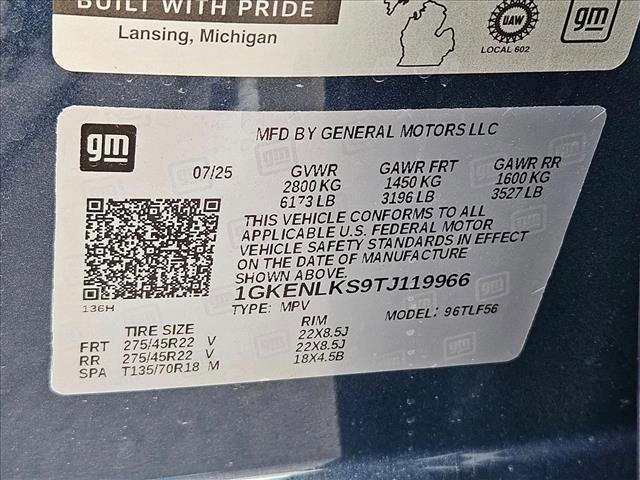 BUILT WITH PRIDE
Lansing, Michigan
UAW
LOCAL 602
gm
gm
MFD BY GENERAL MOTORS LLC
07/25 GVWR GAWR FRT GAWR RR
2800 KG 1450 KG 1600 KG
6173 LB 3196 LB 3527 LB
THIS VEHICLE CONFORMS TO ALL
APPLICABLE U.S. FEDERAL MOTOR
VEHICLE SAFETY STANDARDS IN EFFECT
ON THE DATE OF MANUFACTURE
SHOWN ABOVE.
1GKENLKS9TJ119966
136H
TYPE: MPV MODEL: 96TLF56
TIRE SIZE RIM
FRT 275/45R22 V 22X8.5J
RR 275/45R22 V 22X8.5J
SPA T135/70R18 M 18X4.5B